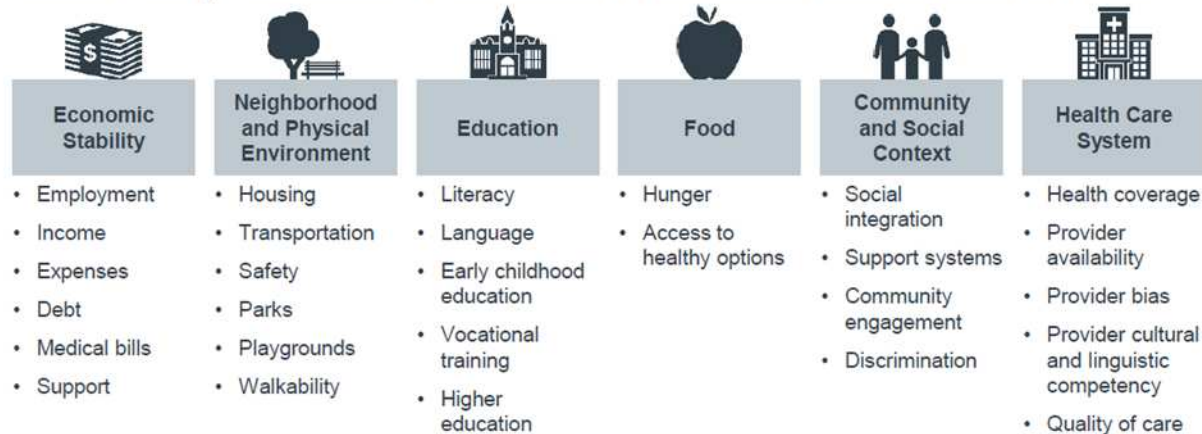 $
Economic
Stability
• Employment
• Income
• Expenses
• Debt
• Medical bills
• Support
Neighborhood
and Physical
Environment
• Housing
• Transportation
• Safety
• Parks
• Playgrounds
• Walkability
Education
• Literacy
• Language
• Early childhood
education
• Vocational
training
• Higher
education
Food
• Hunger
• Access to
healthy options
Community
and Social
Context
• Social
integration
• Support systems
• Community
engagement
• Discrimination
Health Care
System
• Health coverage
• Provider
availability
• Provider bias
• Provider cultural
and linguistic
competency
• Quality of care